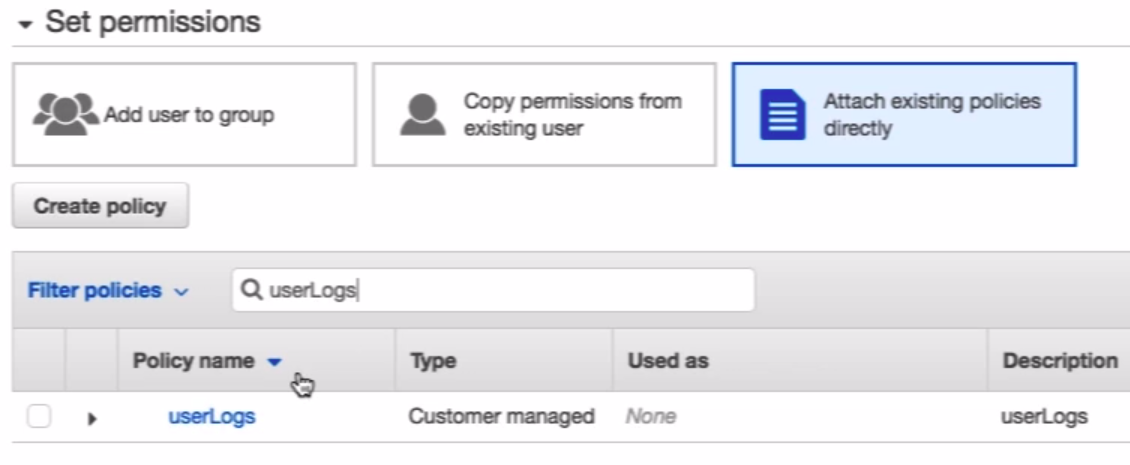 Set permissions
Add user to group
Copy permissions from
existing user
Attach existing policies
directly
Create policy
Filter policies
userLogs
Policy name Type Used as Description
userLogs Customer managed None userLogs